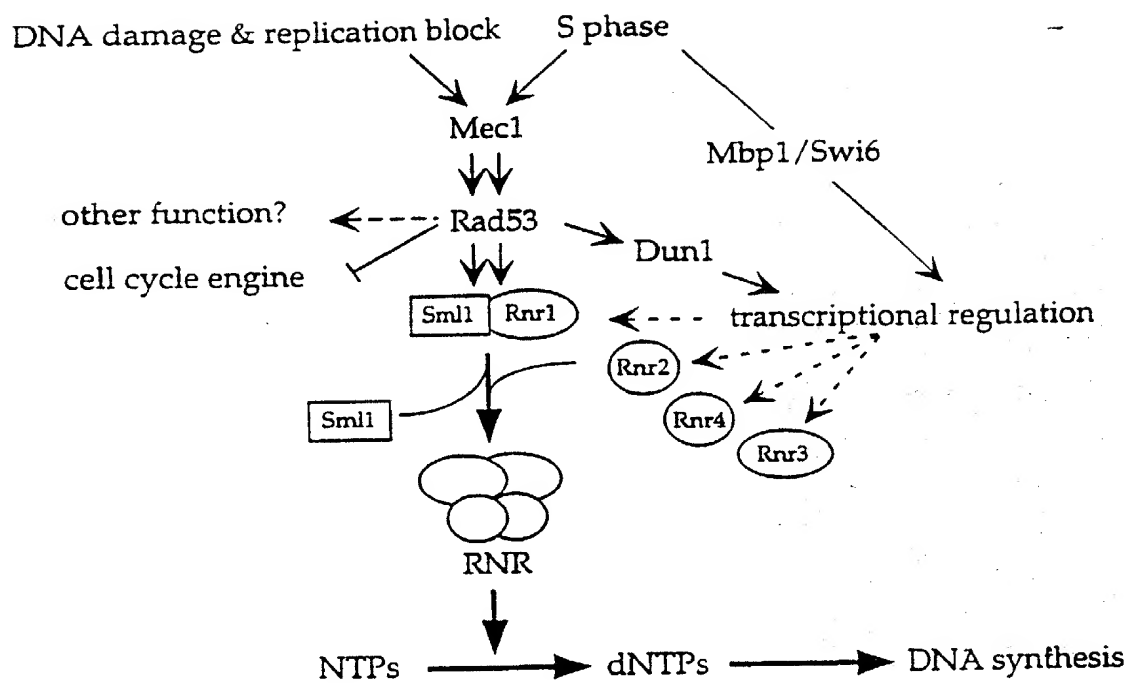 DNA damage & replication block
S phase
Mec1
Mbp1/Swi6
other function?
Rad53
Dun1
cell cycle engine
Sml1
Rnr1
transcriptional regulation
Rnr2
Sml1
Rnr4
Rnr3
RNR
NTPs
dNTPs
DNA synthesis